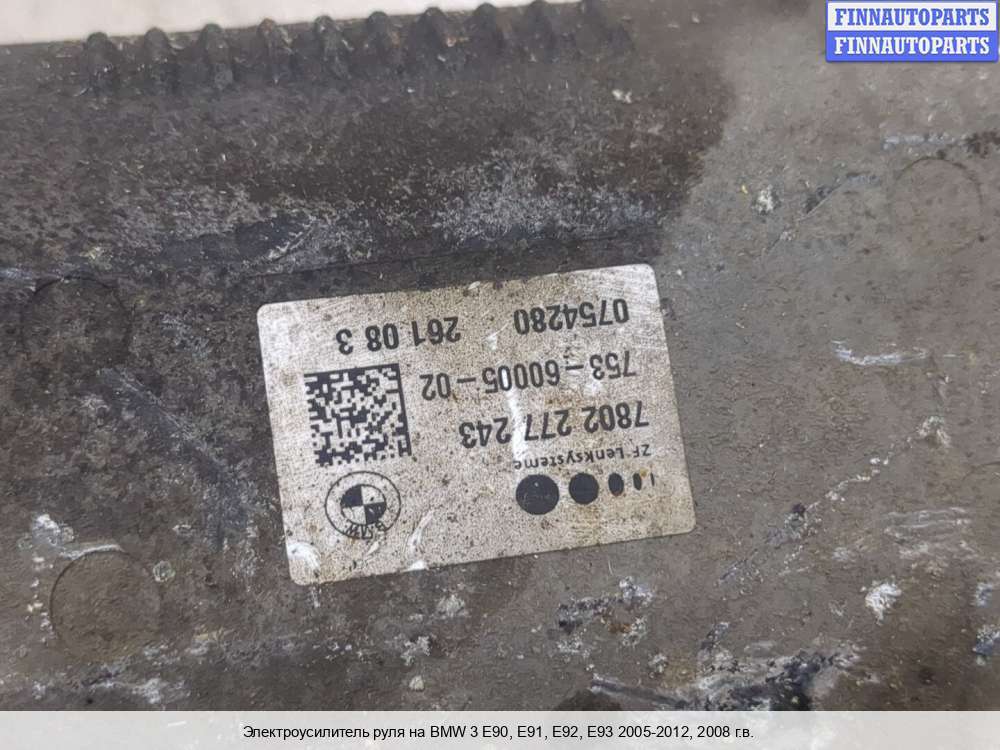 FINNAUTOPARTS
FINNAUTOPARTS
ZF Lenksysteme
7802 277 243
753-60005-02
0754280 261 08 3
Электроусилитель руля на BMW 3 E90, E91, E92, E93 2005-2012, 2008 г.в.